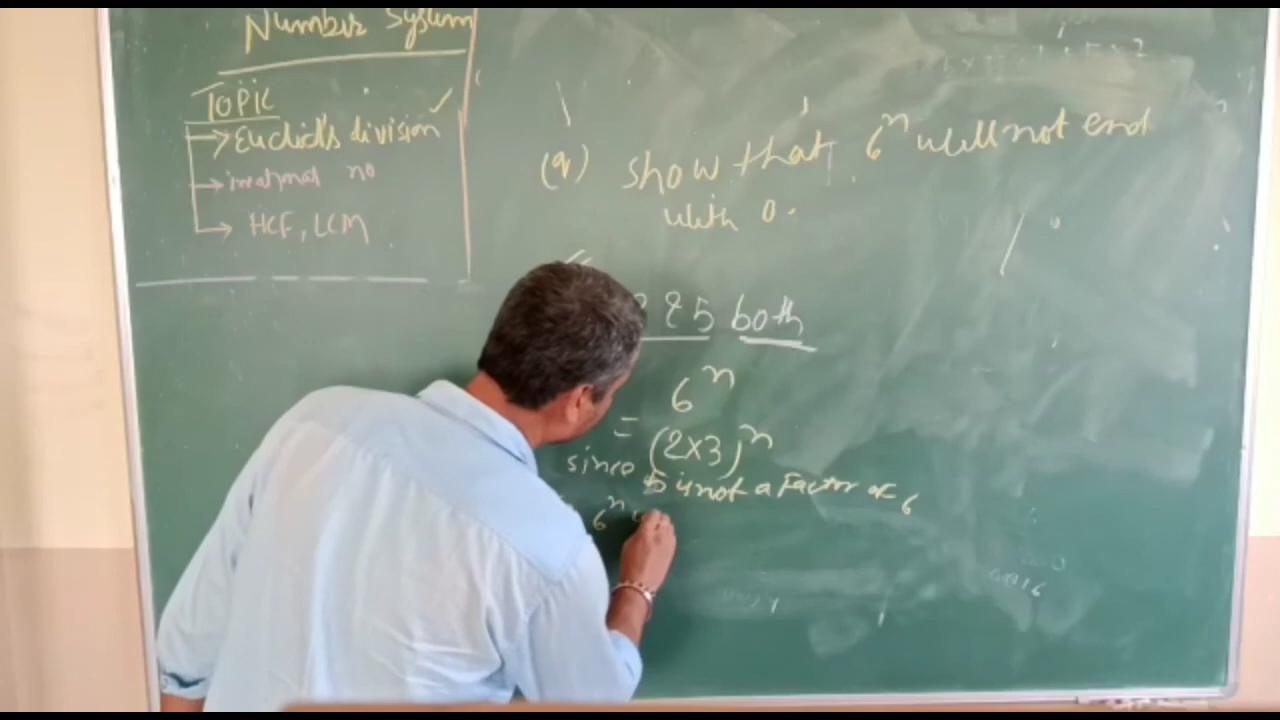 Number System
TOPIC
→ Euclid's division ✓
→ irrational no
→ HCF, LCM
(q) show that 6ⁿ will not end
with 0.
2 & 5 both
6ⁿ
= (2×3)ⁿ
since 5 is not a Factor of 6
6ⁿ